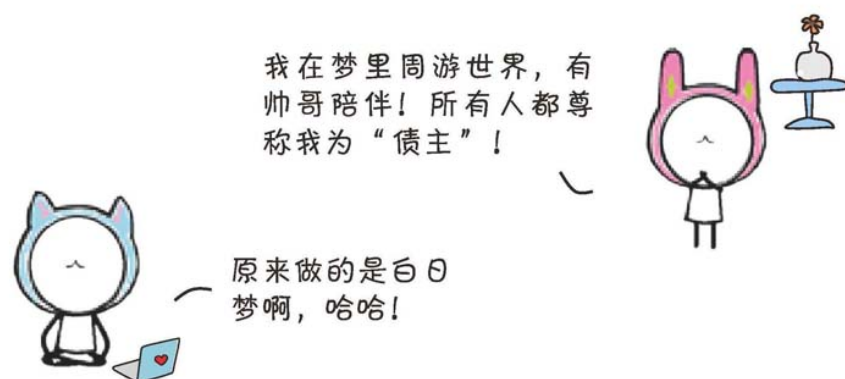 我在梦里周游世界，有
帅哥陪伴！所有人都尊
称我为“债主”！
原来做的是白日
梦啊，哈哈！